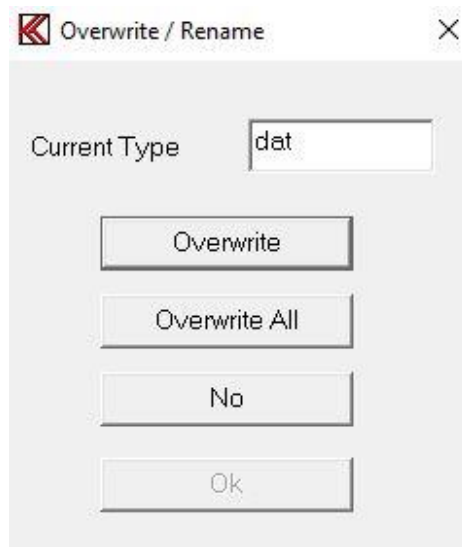 Overwrite / Rename
Current Type dat
Overwrite
Overwrite All
No
Ok